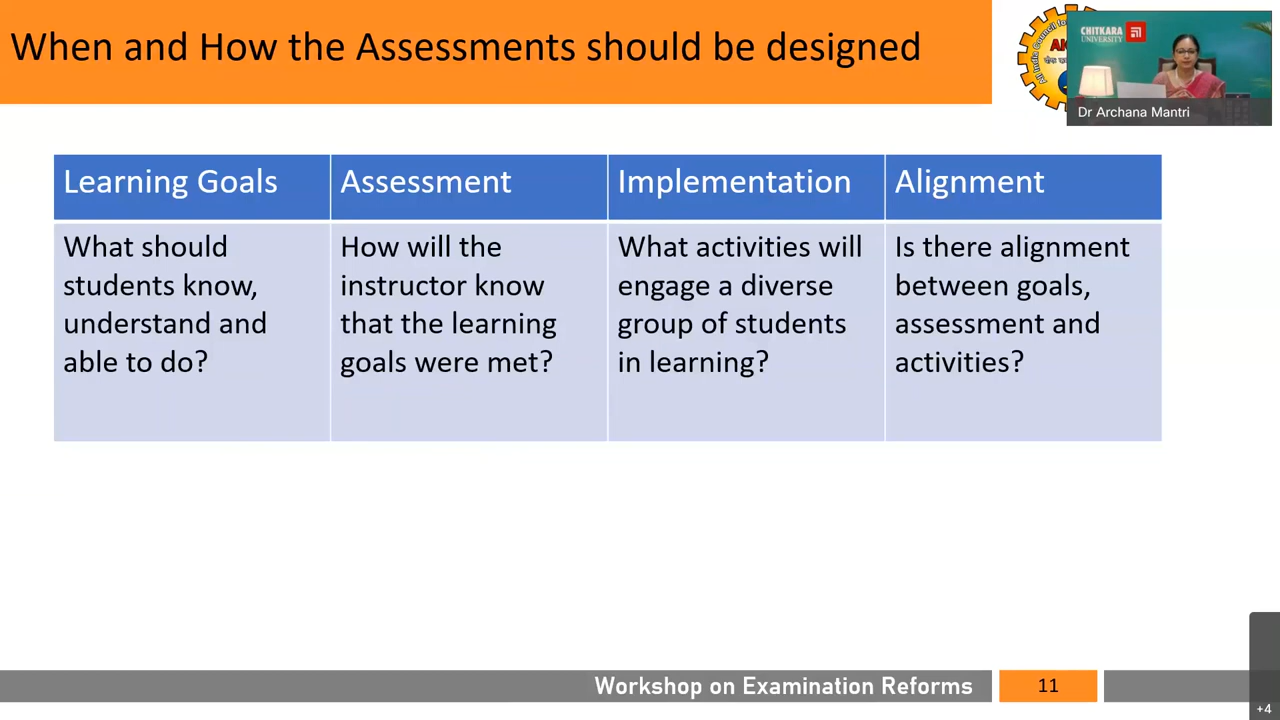 When and How the Assessments should be designed
CHITKARA
UNIVERSITY
Dr Archana Mantri
Learning Goals
Assessment
Implementation
Alignment
What should
students know,
understand and
able to do?
How will the
instructor know
that the learning
goals were met?
What activities will
engage a diverse
group of students
in learning?
Is there alignment
between goals,
assessment and
activities?
Workshop on Examination Reforms
11
+4